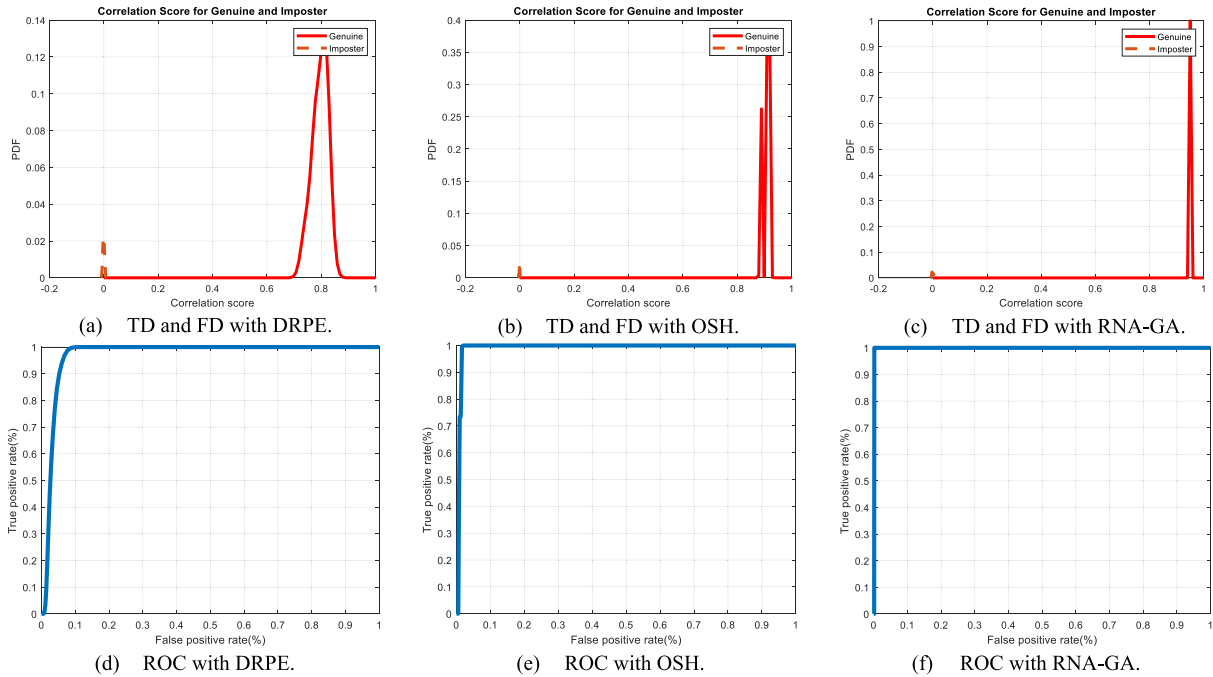 Correlation Score for Genuine and Imposter
0.14
0.12
0.1
0.08
0.06
0.04
0.02
0
PDF
Genuine
Imposter
-0.2 0 0.2 0.4 0.6 0.8 1
Correlation score
(a) TD and FD with DRPE.
Correlation Score for Genuine and Imposter
0.4
0.35
0.3
0.25
0.2
0.15
0.1
0.05
0
PDF
Genuine
Imposter
-0.2 0 0.2 0.4 0.6 0.8 1
Correlation score
(b) TD and FD with OSH.
Correlation Score for Genuine and Imposter
1
0.9
0.8
0.7
0.6
0.5
0.4
0.3
0.2
0.1
0
PDF
Genuine
Imposter
-0.2 0 0.2 0.4 0.6 0.8 1
Correlation score
(c) TD and FD with RNA-GA.
1
0.9
0.8
0.7
0.6
0.5
0.4
0.3
0.2
0.1
0
True positive rate(%)
0 0.1 0.2 0.3 0.4 0.5 0.6 0.7 0.8 0.9 1
False positive rate(%)
(d) ROC with DRPE.
1
0.9
0.8
0.7
0.6
0.5
0.4
0.3
0.2
0.1
0
True positive rate(%)
0 0.1 0.2 0.3 0.4 0.5 0.6 0.7 0.8 0.9 1
False positive rate(%)
(e) ROC with OSH.
1
0.9
0.8
0.7
0.6
0.5
0.4
0.3
0.2
0.1
0
True positive rate(%)
0 0.1 0.2 0.3 0.4 0.5 0.6 0.7 0.8 0.9 1
False positive rate(%)
(f) ROC with RNA-GA.